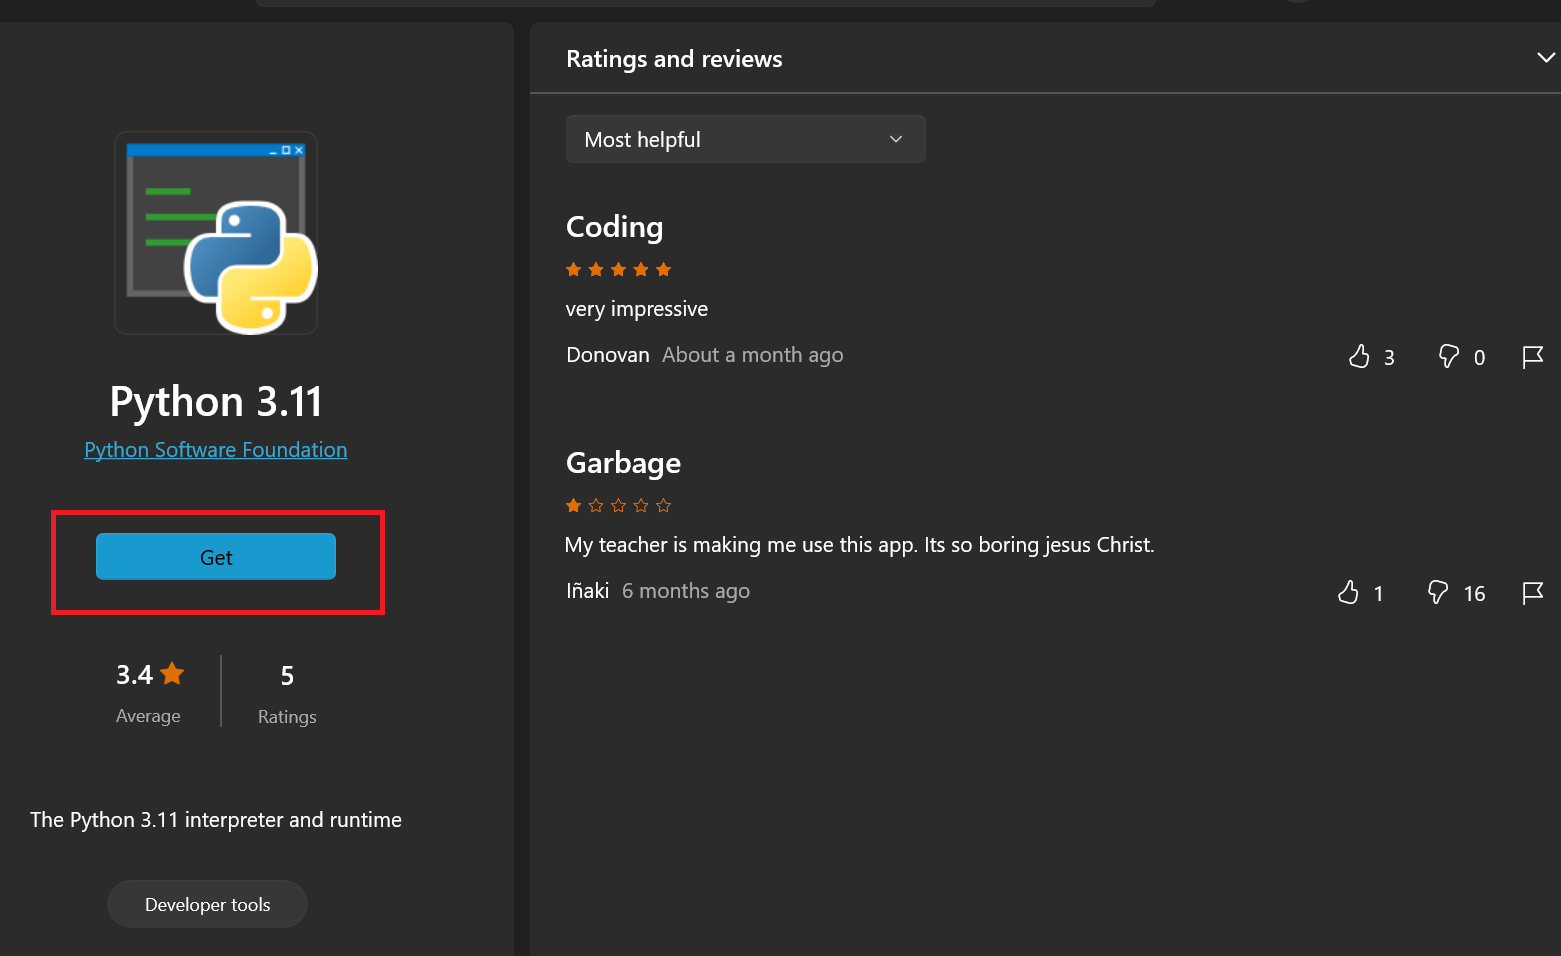 Python 3.11
Python Software Foundation
Get
3.4
Average
5
Ratings
The Python 3.11 interpreter and runtime
Developer tools
Ratings and reviews
Most helpful
Coding
very impressive
Donovan About a month ago
3 0
Garbage
My teacher is making me use this app. Its so boring jesus Christ.
Iñaki 6 months ago
1 16